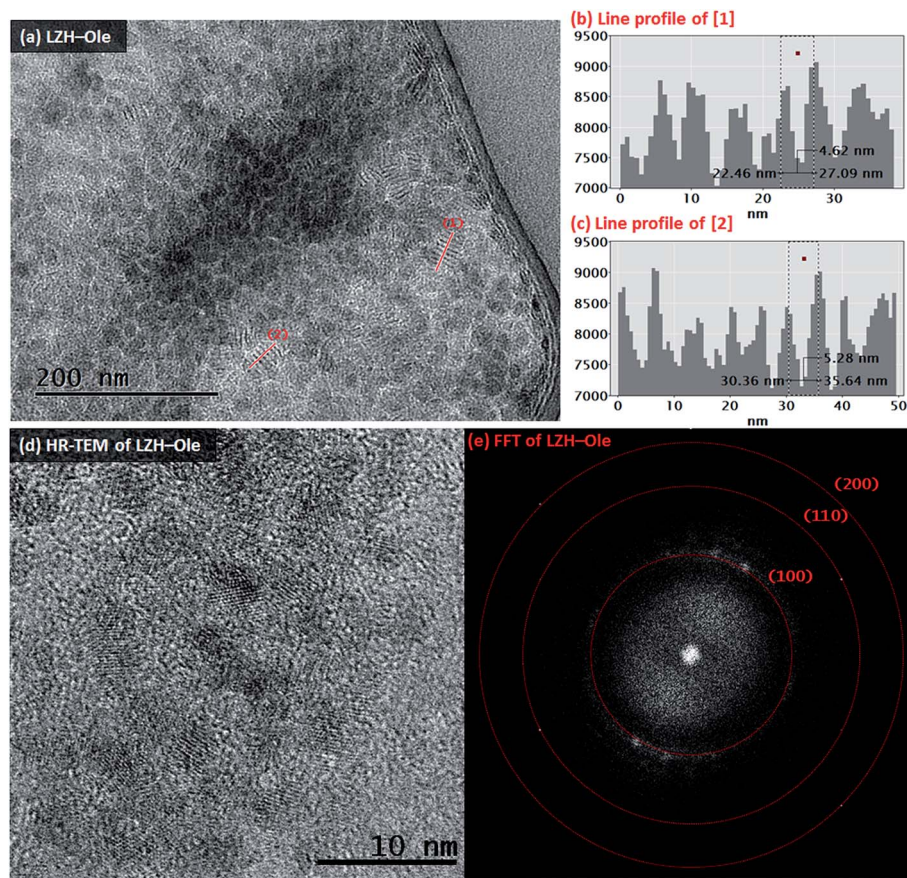 (a) LZH–Ole
(1)
(2)
200 nm
(b) Line profile of [1]
9500
9000
8500
8000
7500
7000
4.62 nm
22.46 nm
27.09 nm
0
10
20
30
nm
(c) Line profile of [2]
9500
9000
8500
8000
7500
7000
5.28 nm
30.36 nm
35.64 nm
0
10
20
30
40
50
nm
(d) HR-TEM of LZH–Ole
10 nm
(e) FFT of LZH–Ole
(200)
(110)
(100)